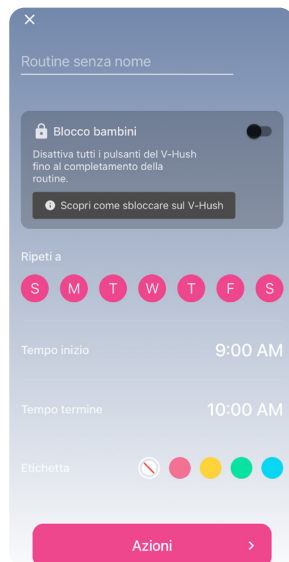 Routine senza nome
Blocco bambini
Disattiva tutti i pulsanti del V-Hush
fino al completamento della
routine.
Scopri come sbloccare sul V-Hush
Ripeti a
S M T W T F S
Tempo inizio 9:00 AM
Tempo termine 10:00 AM
Etichetta
Azioni